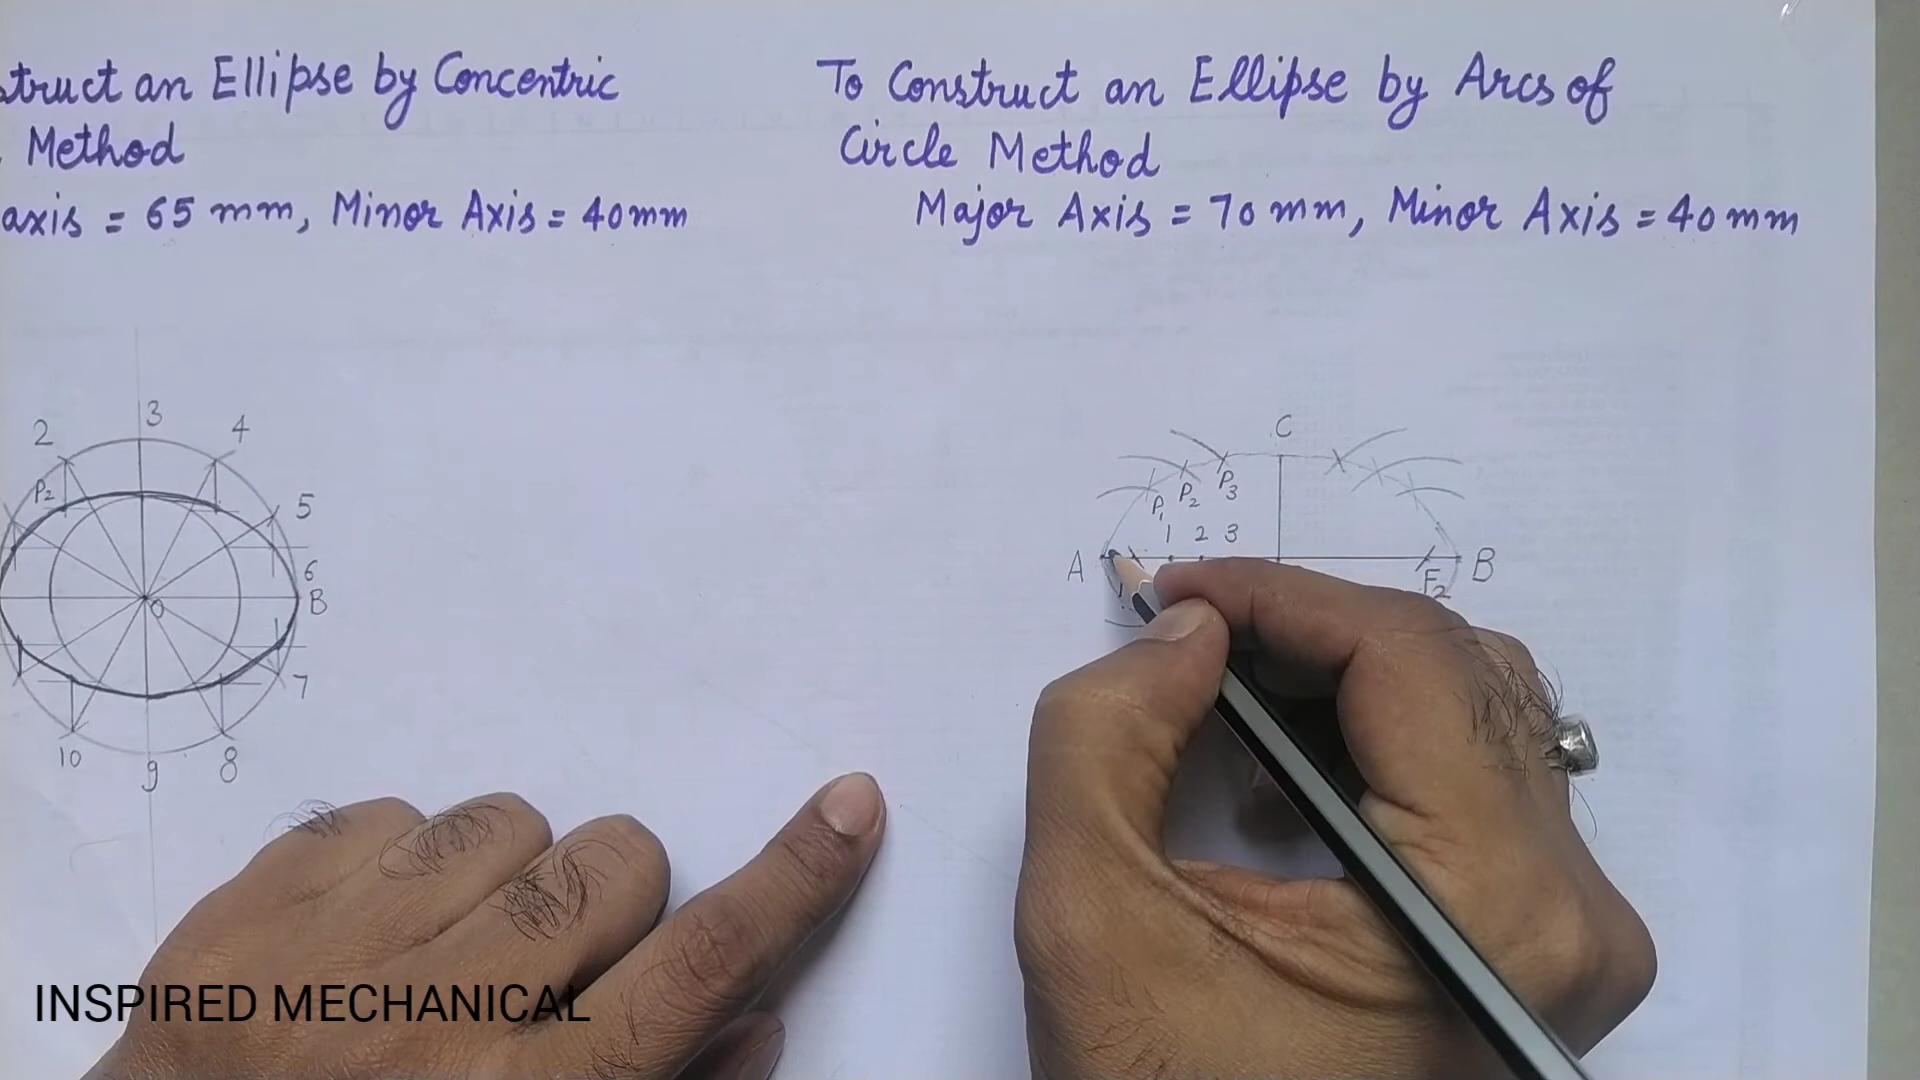 struct an Ellipse by Concentric
Method
axis = 65 mm, Minor Axis = 40mm
To Construct an Ellipse by Arcs of
Circle Method
Major Axis = 70 mm, Minor Axis = 40 mm
3
2
4
P2
5
6
O
B
7
10
9
8
C
P1
P2
P3
1 2 3
A
B
F2
INSPIRED MECHANICAL